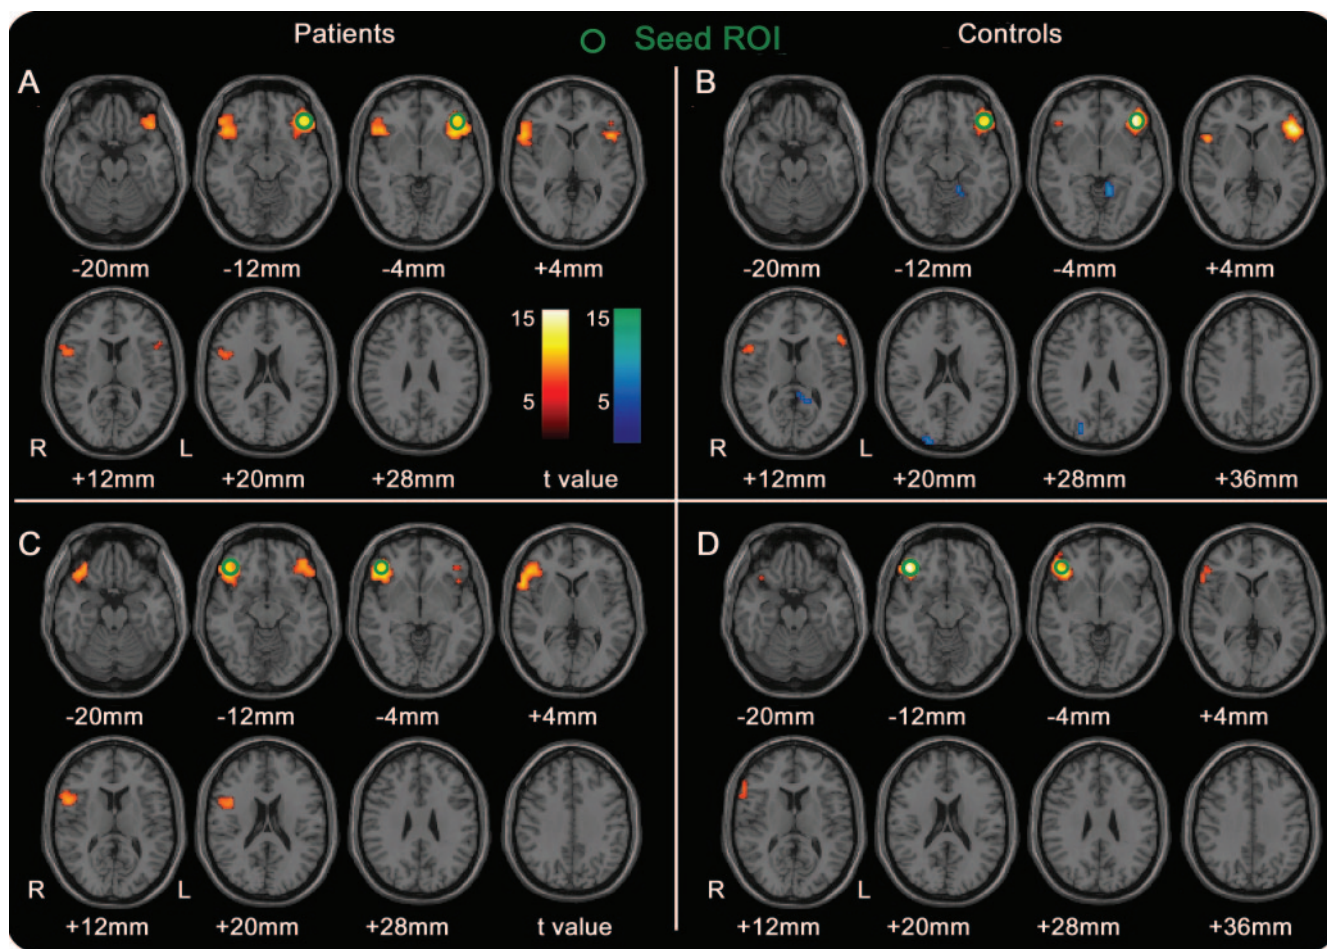 Patients
Seed ROI
Controls
A
-20mm -12mm -4mm +4mm
15 15
5 5
R L
+12mm +20mm +28mm t value
B
-20mm -12mm -4mm +4mm
R L
+12mm +20mm +28mm +36mm
C
-20mm -12mm -4mm +4mm
R L
+12mm +20mm +28mm t value
D
-20mm -12mm -4mm +4mm
R L
+12mm +20mm +28mm +36mm